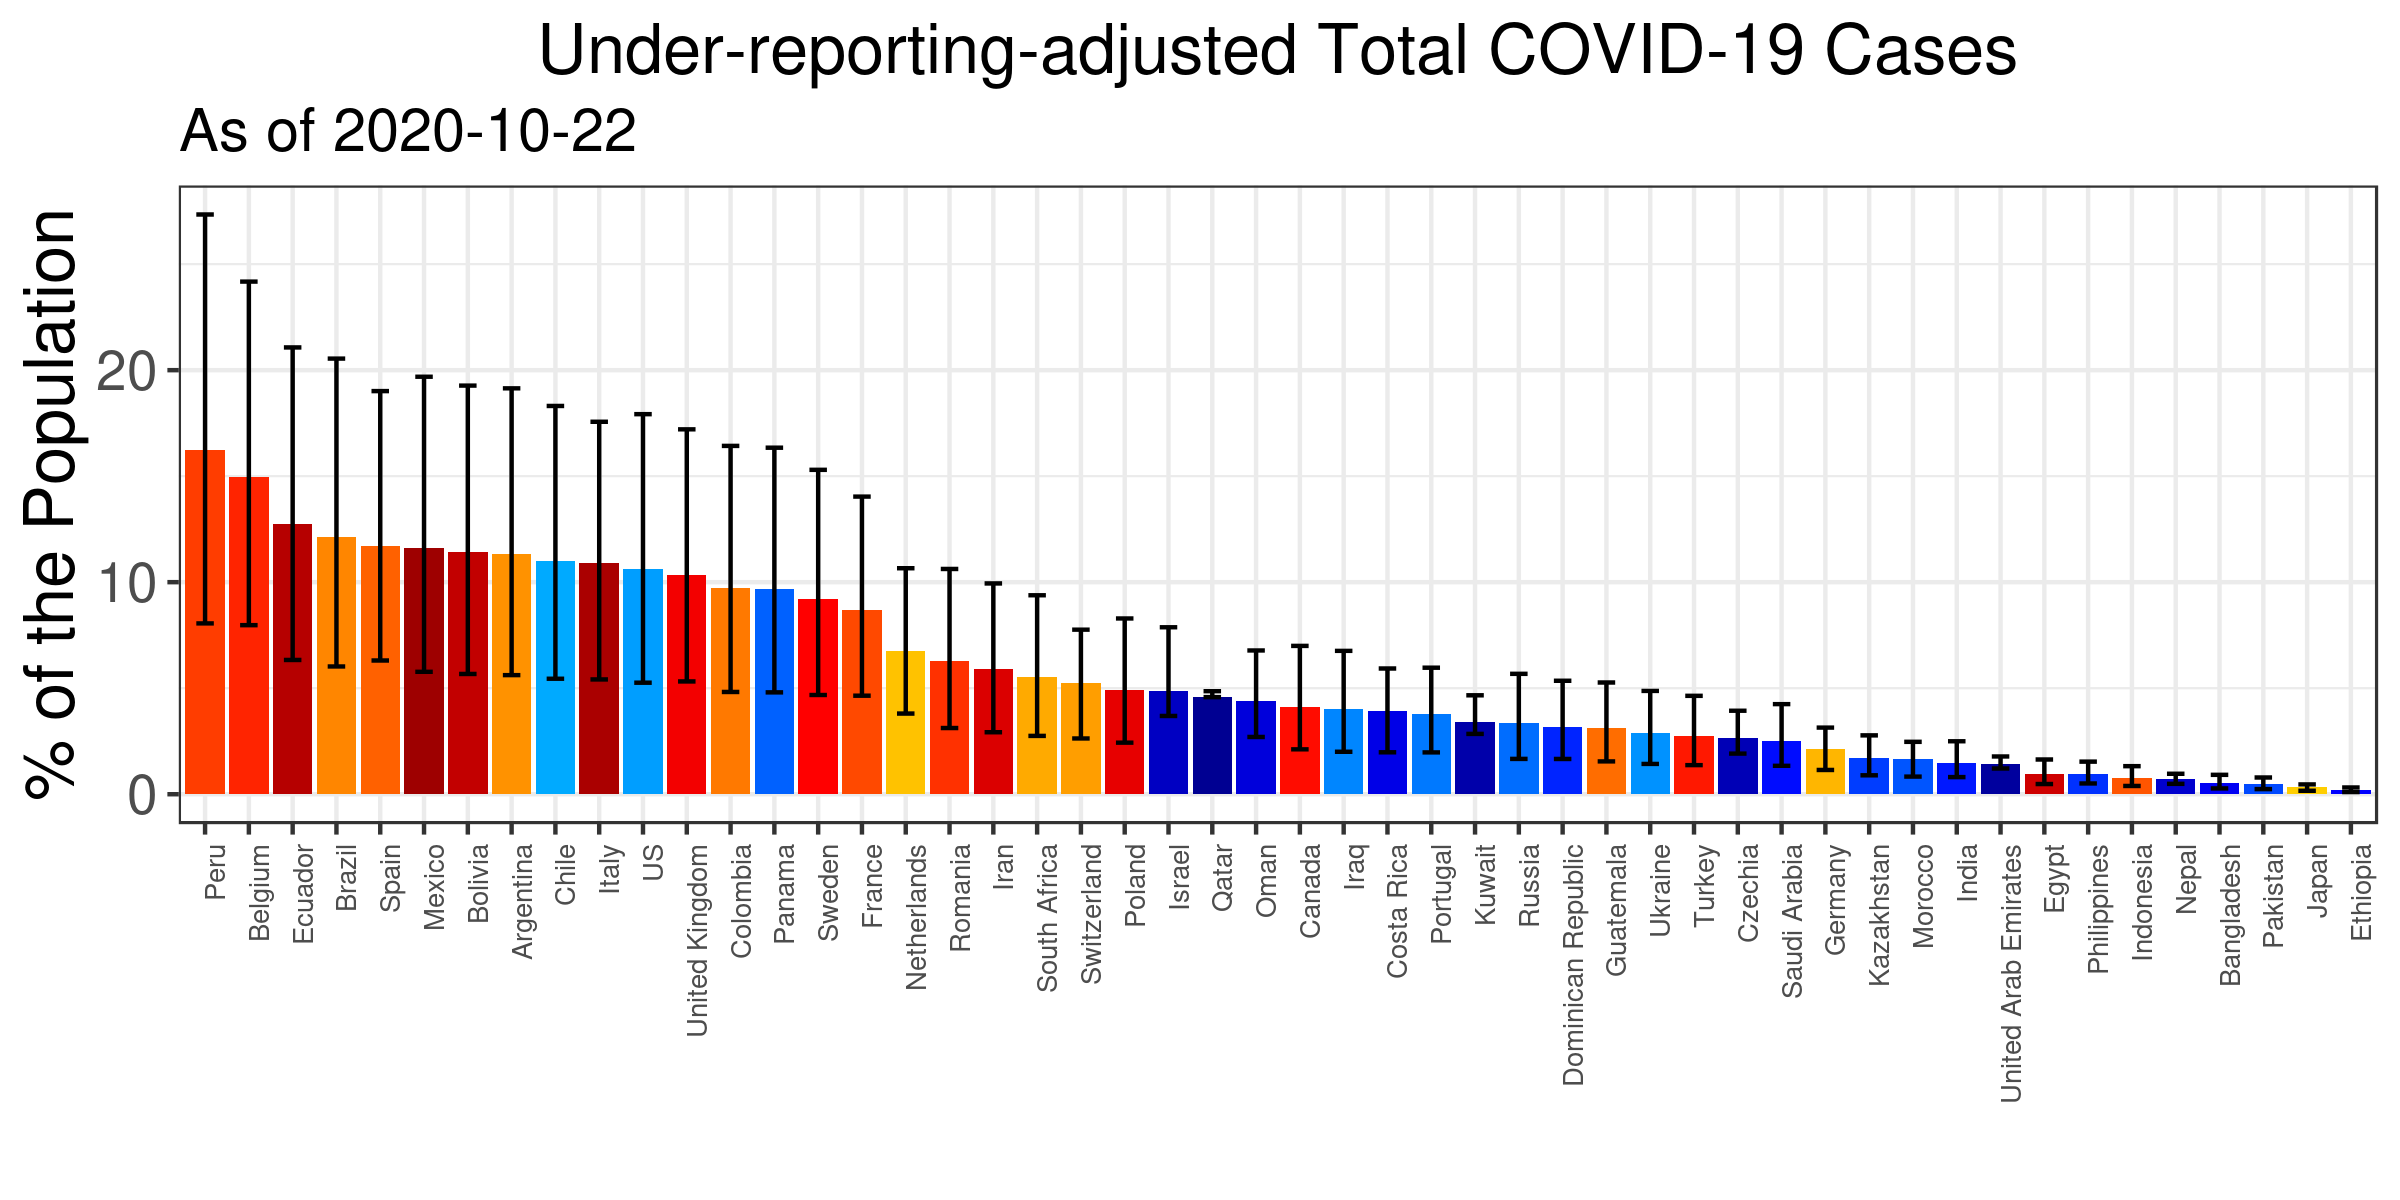 Under-reporting-adjusted Total COVID-19 Cases
As of 2020-10-22
% of the Population
20
10
0
Peru
Belgium
Ecuador
Brazil
Spain
Mexico
Bolivia
Argentina
Chile
Italy
US
United Kingdom
Colombia
Panama
Sweden
France
Netherlands
Romania
Iran
South Africa
Switzerland
Poland
Israel
Qatar
Oman
Canada
Iraq
Costa Rica
Portugal
Kuwait
Russia
Dominican Republic
Guatemala
Ukraine
Turkey
Czechia
Saudi Arabia
Germany
Kazakhstan
Morocco
India
United Arab Emirates
Egypt
Philippines
Indonesia
Nepal
Bangladesh
Pakistan
Japan
Ethiopia